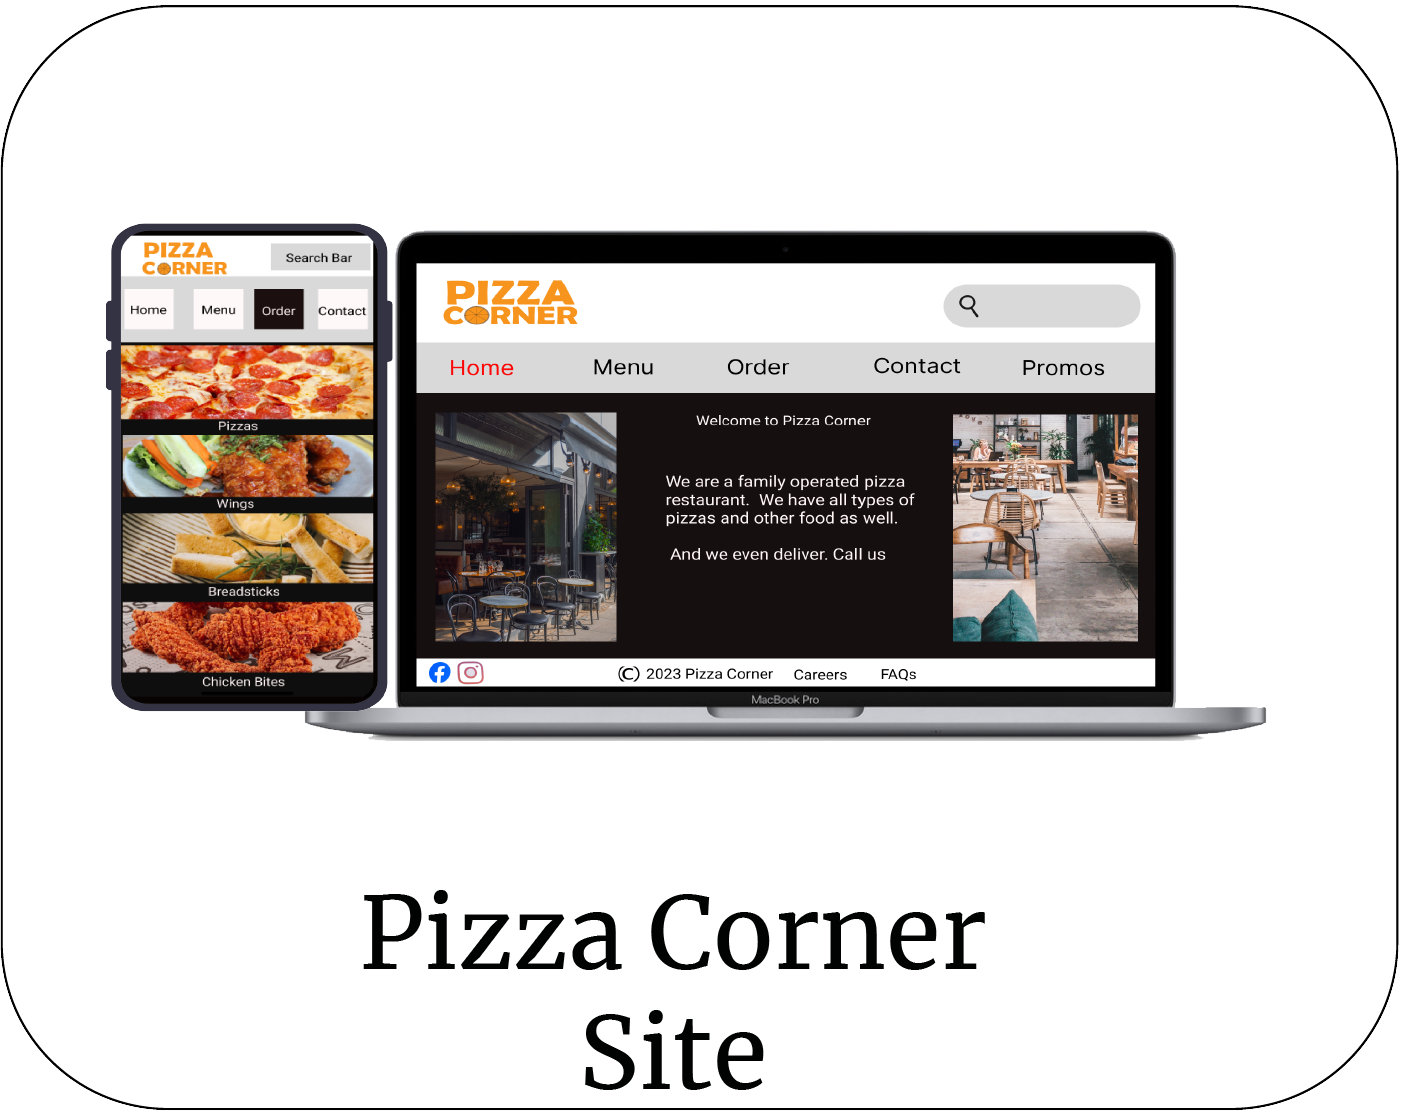 PIZZA
CORNER
Search Bar
Home Menu Order Contact
Pizzas
Wings
Breadsticks
Chicken Bites
PIZZA
CORNER
Home Menu Order Contact Promos
Welcome to Pizza Corner
We are a family operated pizza
restaurant.  We have all types of
pizzas and other food as well.
And we even deliver. Call us
© 2023 Pizza Corner Careers FAQs
MacBook Pro
Pizza Corner
Site